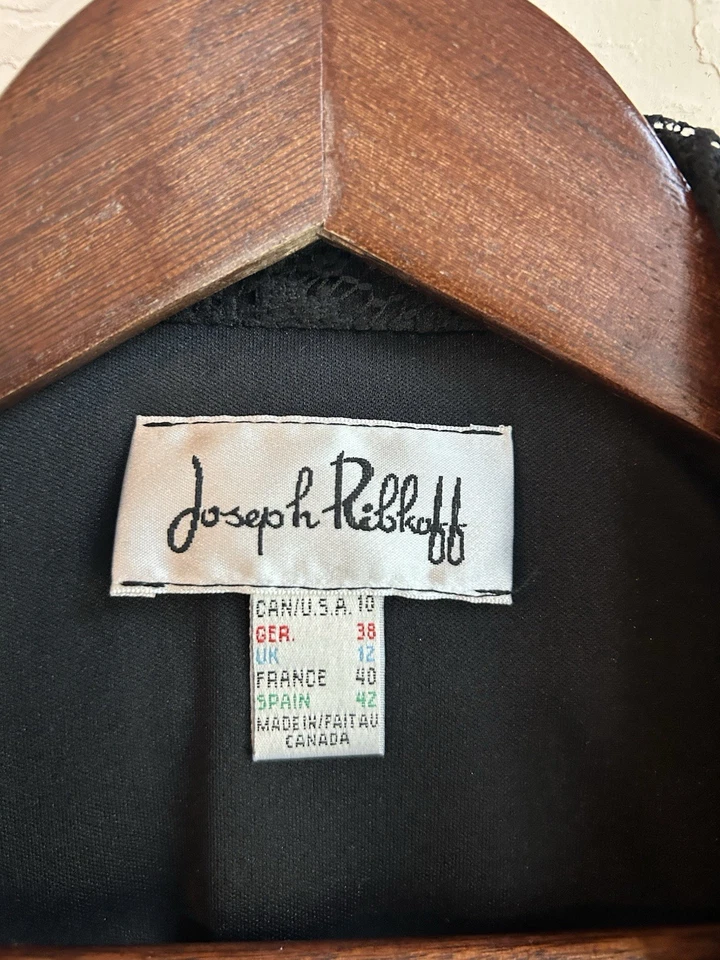 Joseph Ribkoff
CAN/U.S.A. 10
GER. 38
UK 12
FRANCE 40
SPAIN 42
MADE IN/FAIT AU
CANADA